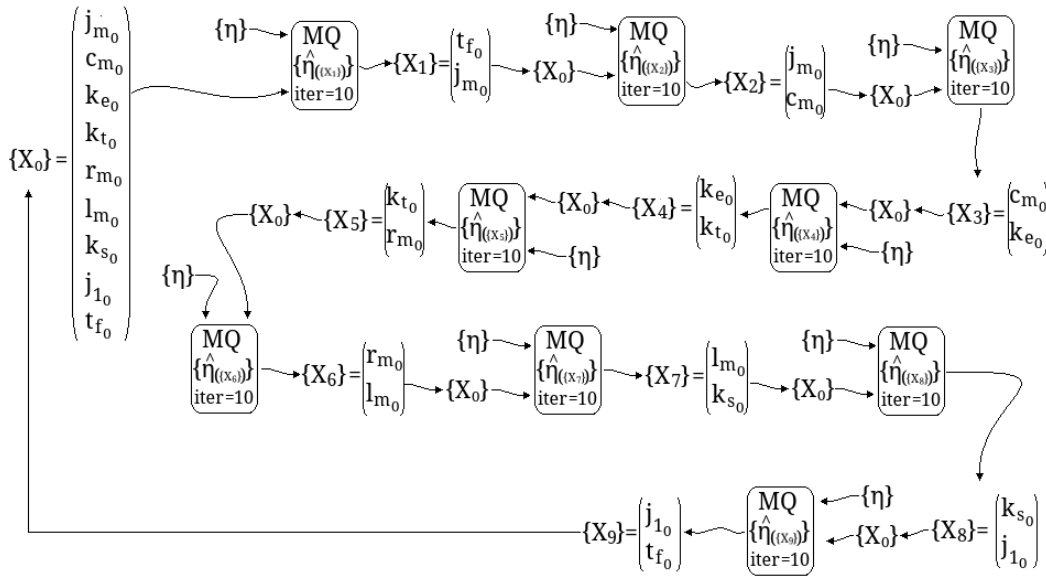 {X₀}=
j_m₀
c_m₀
k_e₀
k_t₀
r_m₀
l_m₀
k_s₀
j_1₀
t_f₀
{η}
MQ
{η̂₍{X₁}₎}
iter=10
{X₁}=
t_f₀
j_m₀
{X₀}
{η}
MQ
{η̂₍{X₂}₎}
iter=10
{X₂}=
j_m₀
c_m₀
{X₀}
{η}
MQ
{η̂₍{X₃}₎}
iter=10
{X₃}=
c_m₀
k_e₀
{X₀}
{η}
MQ
{η̂₍{X₄}₎}
iter=10
{X₄}=
k_e₀
k_t₀
{X₀}
{η}
MQ
{η̂₍{X₅}₎}
iter=10
{X₅}=
k_t₀
r_m₀
{X₀}
{η}
MQ
{η̂₍{X₆}₎}
iter=10
{X₆}=
r_m₀
l_m₀
{X₀}
{η}
MQ
{η̂₍{X₇}₎}
iter=10
{X₇}=
l_m₀
k_s₀
{X₀}
{η}
MQ
{η̂₍{X₈}₎}
iter=10
{X₈}=
k_s₀
j_1₀
{X₀}
{η}
MQ
{η̂₍{X₉}₎}
iter=10
{X₉}=
j_1₀
t_f₀